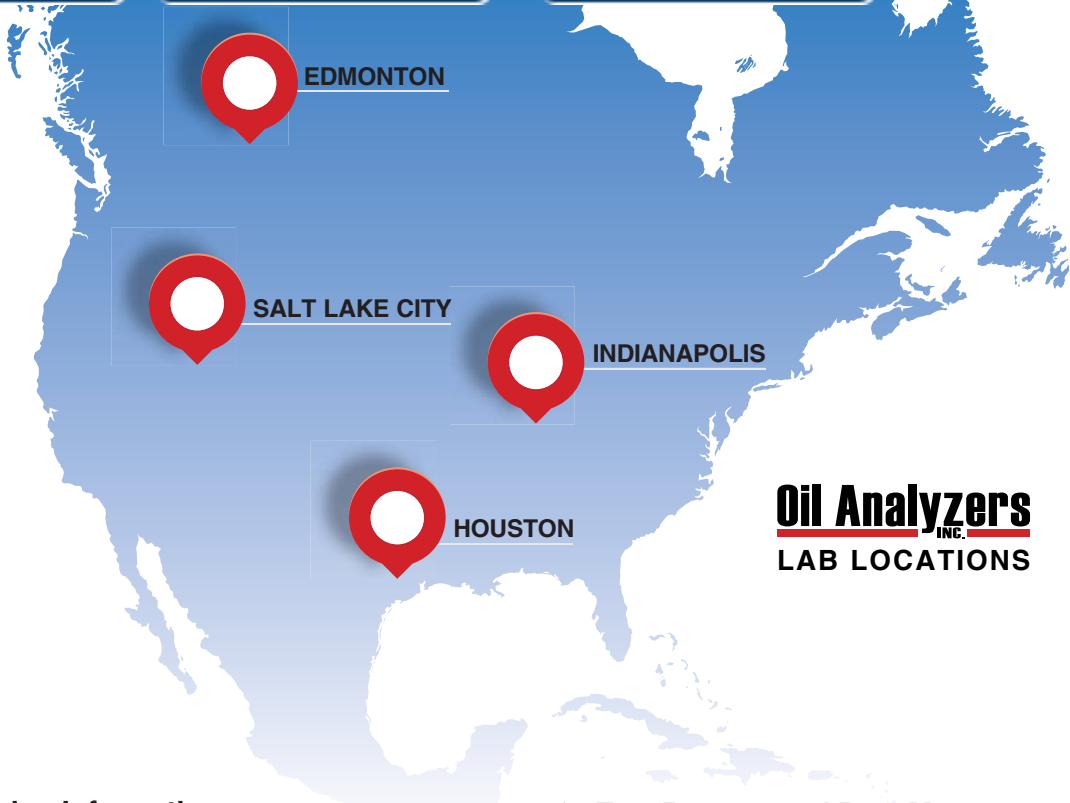 EDMONTON
SALT LAKE CITY
INDIANAPOLIS
HOUSTON
Oil Analyzers
INC.
LAB LOCATIONS